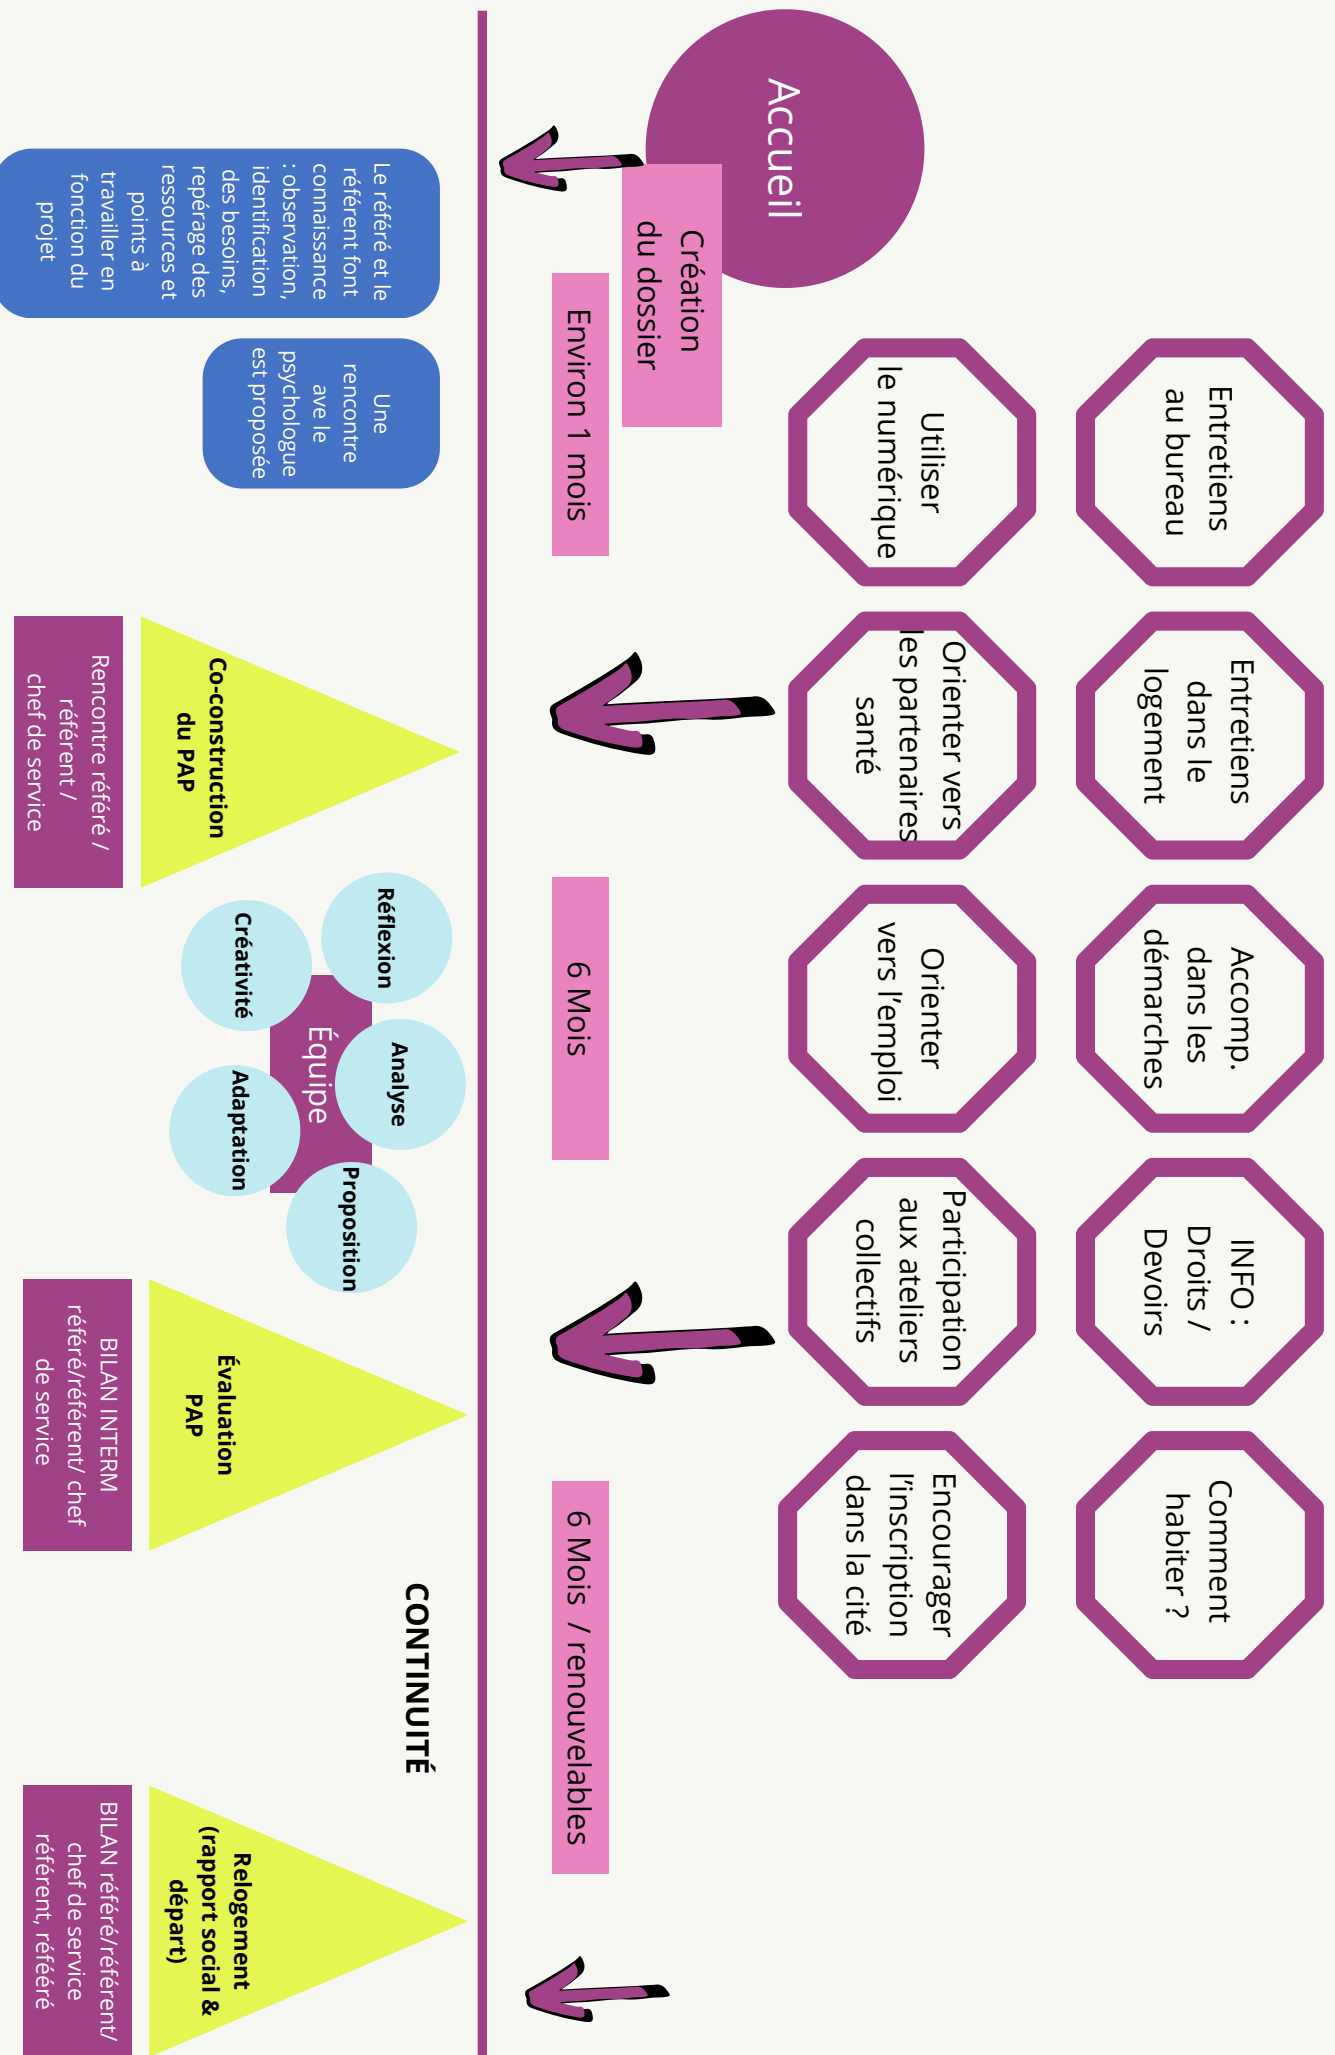 Accueil
Création
du dossier
Entretiens
au bureau
Entretiens
dans le
logement
Accomp.
dans les
démarches
INFO :
Droits /
Devoirs
Comment
habiter ?
Utiliser
le numérique
Orienter vers
les partenaires
santé
Orienter
vers l'emploi
Participation
aux ateliers
collectifs
Encourager
l'inscription
dans la cité
Environ 1 mois
6 Mois
6 Mois / renouvelables
Le référé et le
référent font
connaissance
: observation,
identification
des besoins,
repérage des
ressources et
points à
travailler en
fonction du
projet
Une
rencontre
ave le
psychologue
est proposée
Co-construction
du PAP
Rencontre référé /
référent /
chef de service
Réflexion
Analyse
Proposition
Équipe
Créativité
Adaptation
Évaluation
PAP
BILAN INTERM
référé/référent/ chef
de service
CONTINUITÉ
Relogement
(rapport social &
départ)
BILAN référé/référent/
chef de service
référent, réfééré